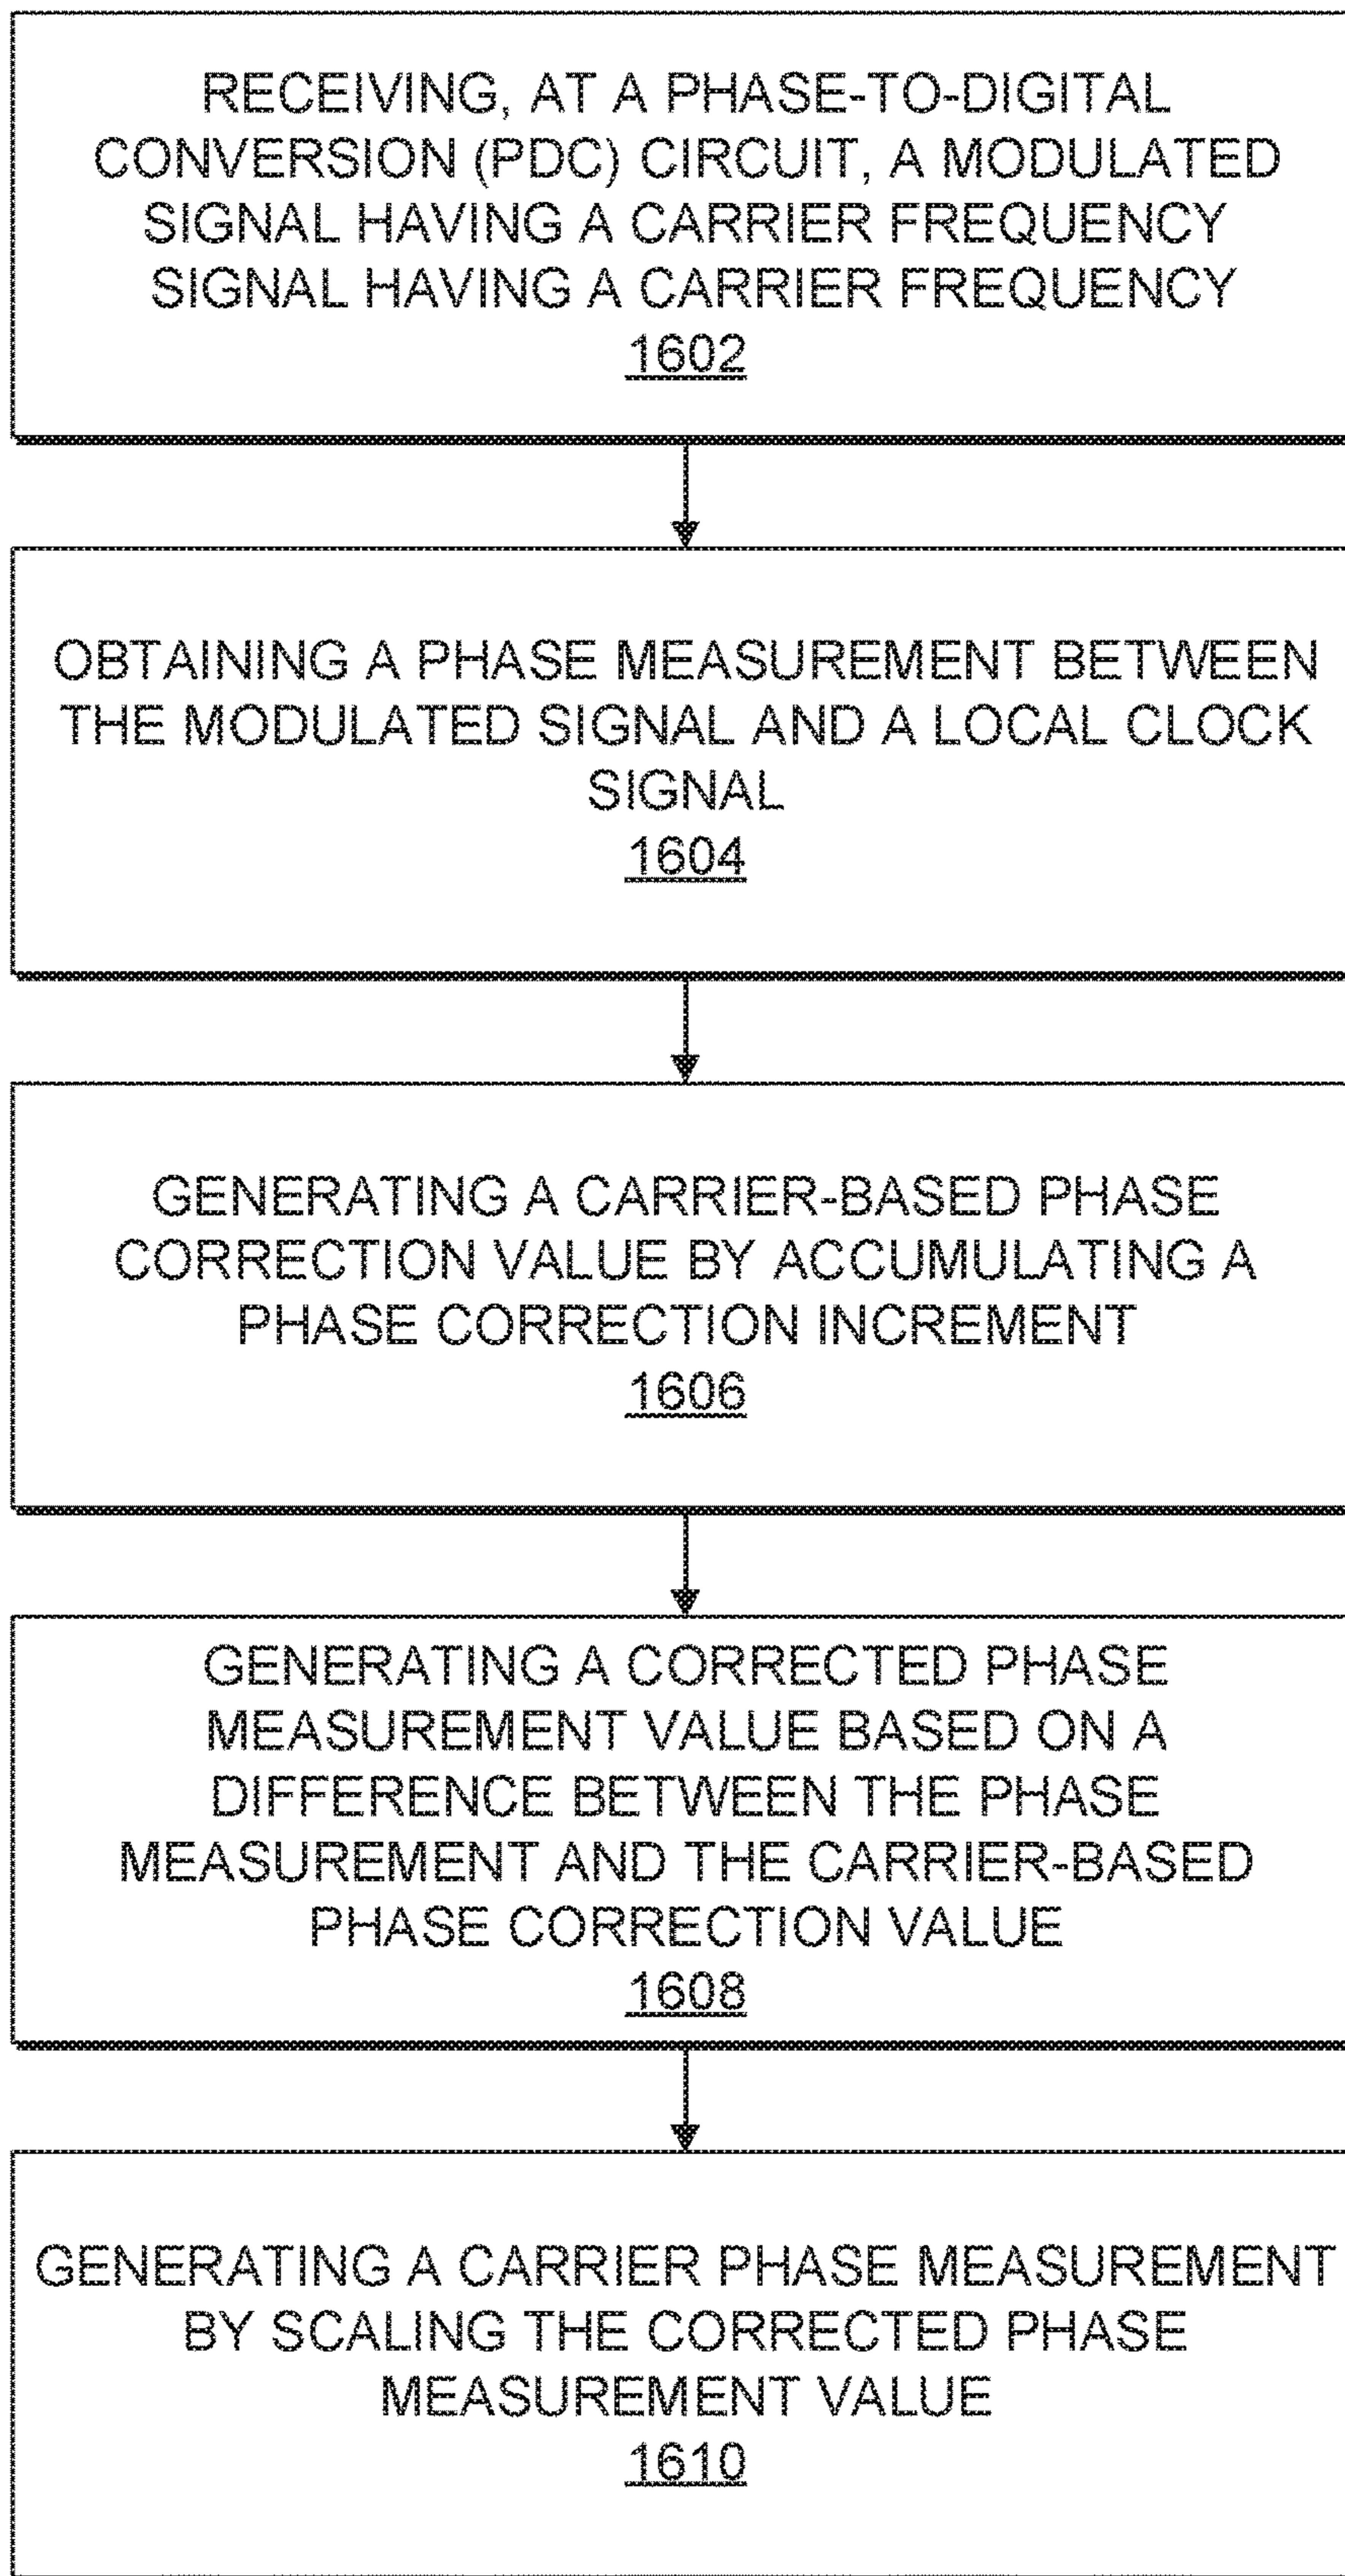 RECEIVING, AT A PHASE-TO-DIGITAL
CONVERSION (PDC) CIRCUIT, A MODULATED
SIGNAL HAVING A CARRIER FREQUENCY
SIGNAL HAVING A CARRIER FREQUENCY
1602
OBTAINING A PHASE MEASUREMENT BETWEEN
THE MODULATED SIGNAL AND A LOCAL CLOCK
SIGNAL
1604
GENERATING A CARRIER-BASED PHASE
CORRECTION VALUE BY ACCUMULATING A
PHASE CORRECTION INCREMENT
1606
GENERATING A CORRECTED PHASE
MEASUREMENT VALUE BASED ON A
DIFFERENCE BETWEEN THE PHASE
MEASUREMENT AND THE CARRIER-BASED
PHASE CORRECTION VALUE
1608
GENERATING A CARRIER PHASE MEASUREMENT
BY SCALING THE CORRECTED PHASE
MEASUREMENT VALUE
1610